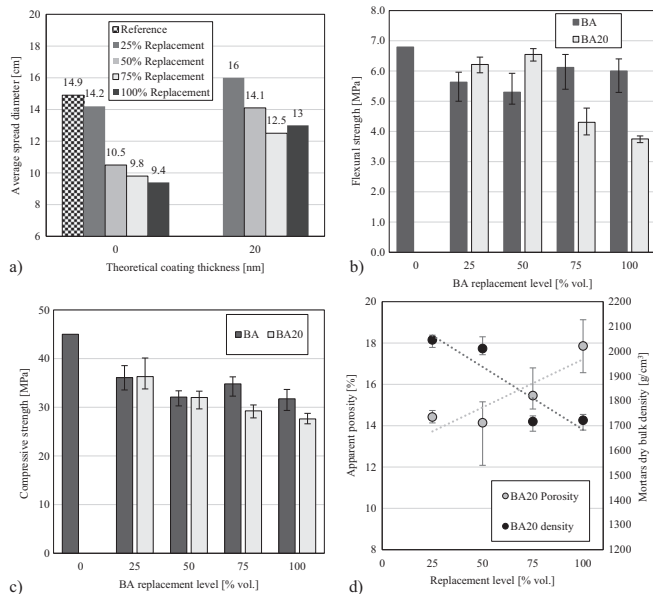 16
Reference
25% Replacement
50% Replacement
75% Replacement
100% Replacement
14
12
10
8
6
14.9
14.2
10.5
9.8
9.4
16
14.1
12.5
13
0
20
Average spread diameter [cm]
Theoretical coating thickness [nm]
a)
8.0
7.0
6.0
5.0
4.0
3.0
2.0
1.0
0.0
BA
BA20
0
25
50
75
100
Flexural strength [MPa]
BA replacement level [% vol.]
b)
50
40
30
20
10
0
BA
BA20
0
25
50
75
100
Compressive strength [MPa]
BA replacement level [% vol.]
c)
20
18
16
14
12
10
8
2200
2100
2000
1900
1800
1700
1600
1500
1400
1300
1200
BA20 Porosity
BA20 density
0
25
50
75
100
Apparent porosity [%]
Mortars dry bulk density [g/cm³]
Replacement level [% vol.]
d)